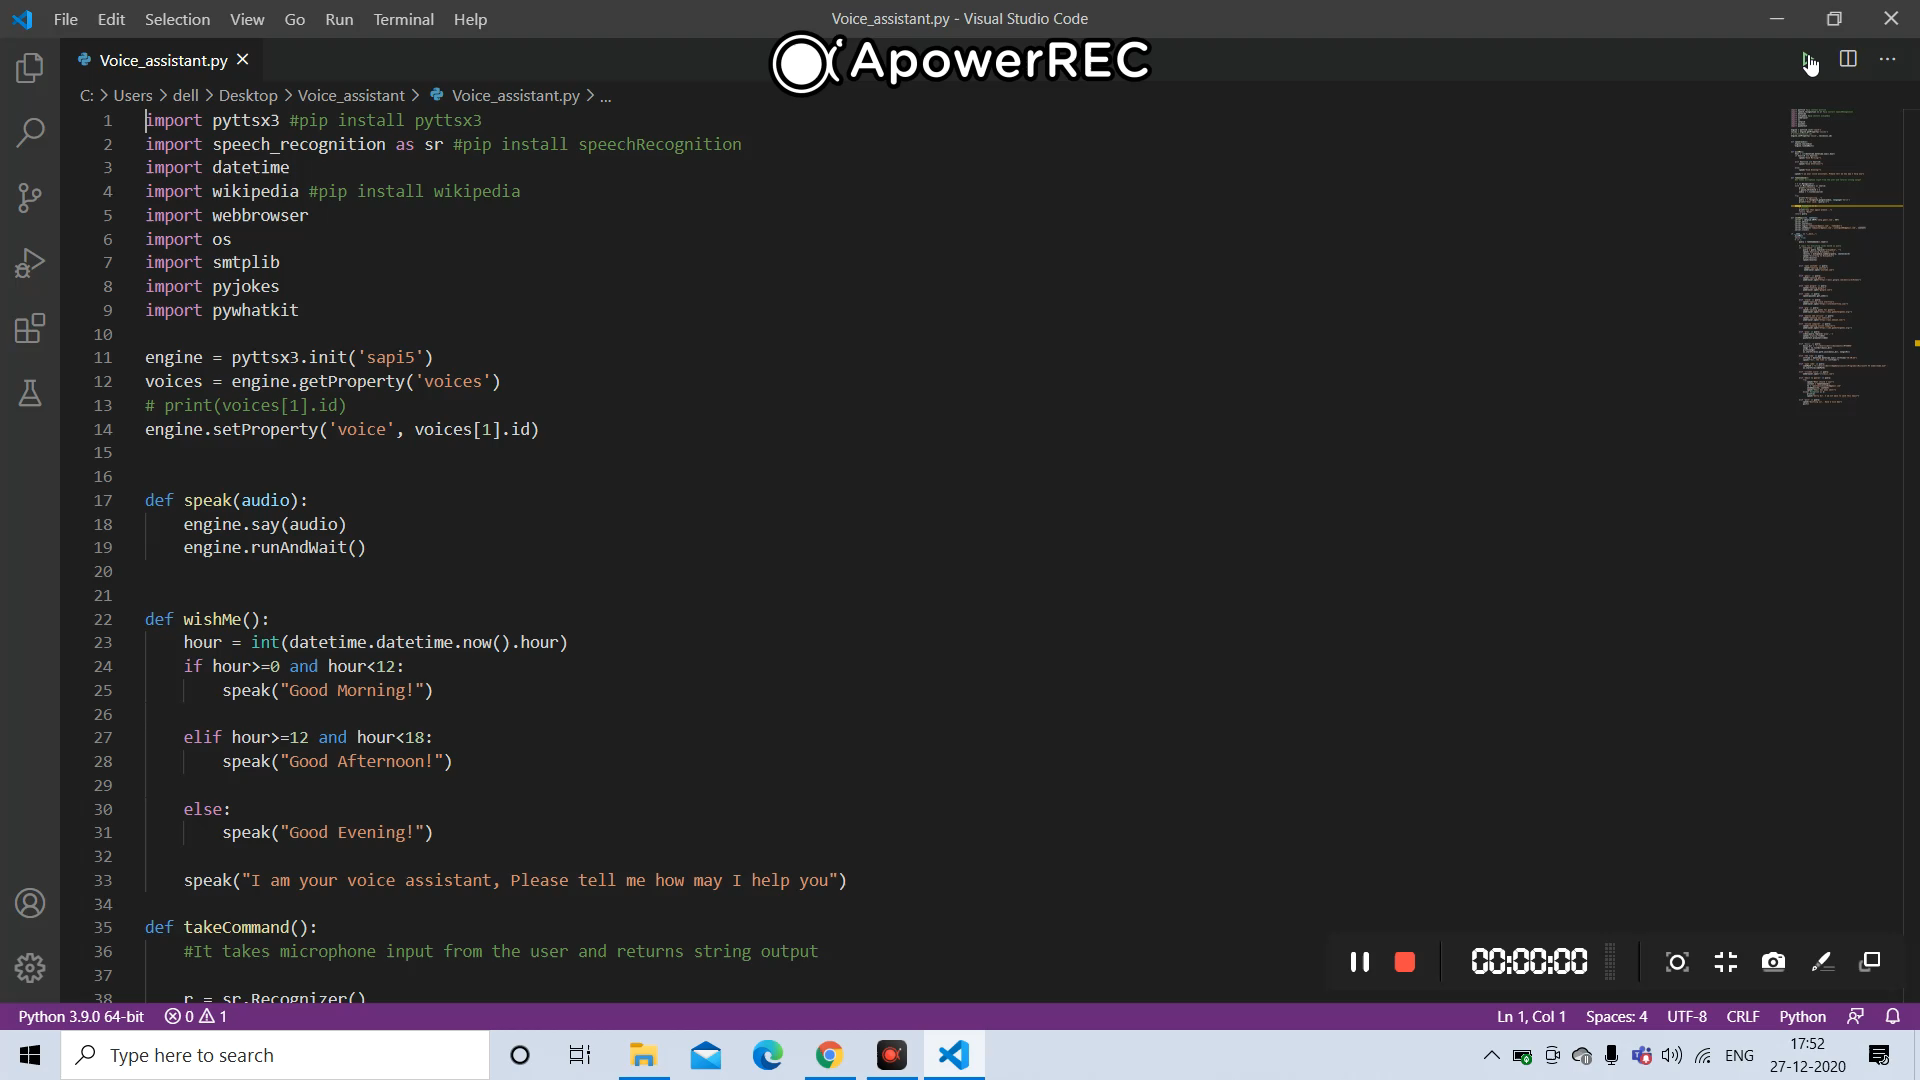 File Edit Selection View Go Run Terminal Help
Voice_assistant.py - Visual Studio Code
Voice_assistant.py
ApowerREC
C: > Users > dell > Desktop > Voice_assistant > Voice_assistant.py > ...
1 import pyttsx3 #pip install pyttsx3
2 import speech_recognition as sr #pip install speechRecognition
3 import datetime
4 import wikipedia #pip install wikipedia
5 import webbrowser
6 import os
7 import smtplib
8 import pyjokes
9 import pywhatkit
10
11 engine = pyttsx3.init('sapi5')
12 voices = engine.getProperty('voices')
13 # print(voices[1].id)
14 engine.setProperty('voice', voices[1].id)
15
16
17 def speak(audio):
18 engine.say(audio)
19 engine.runAndWait()
20
21
22 def wishMe():
23 hour = int(datetime.datetime.now().hour)
24 if hour>=0 and hour<12:
25 speak("Good Morning!")
26
27 elif hour>=12 and hour<18:
28 speak("Good Afternoon!")
29
30 else:
31 speak("Good Evening!")
32
33 speak("I am your voice assistant, Please tell me how may I help you")
34
35 def takeCommand():
36 #It takes microphone input from the user and returns string output
37
38 r = sr.Recognizer()
00:00:00
Python 3.9.0 64-bit 0 1
Ln 1, Col 1 Spaces: 4 UTF-8 CRLF Python
Type here to search
ENG
17:52
27-12-2020